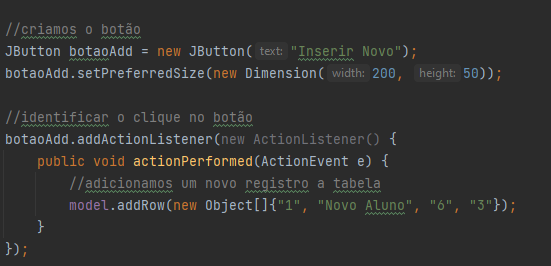 //criamos o botão
JButton botaoAdd = new JButton( text: "Inserir Novo");
botaoAdd.setPreferredSize(new Dimension( width: 200, height: 50));
//identificar o clique no botão
botaoAdd.addActionListener(new ActionListener() {
public void actionPerformed(ActionEvent e) {
//adicionamos um novo registro a tabela
model.addRow(new Object[]{"1", "Novo Aluno", "6", "3"});
}
});